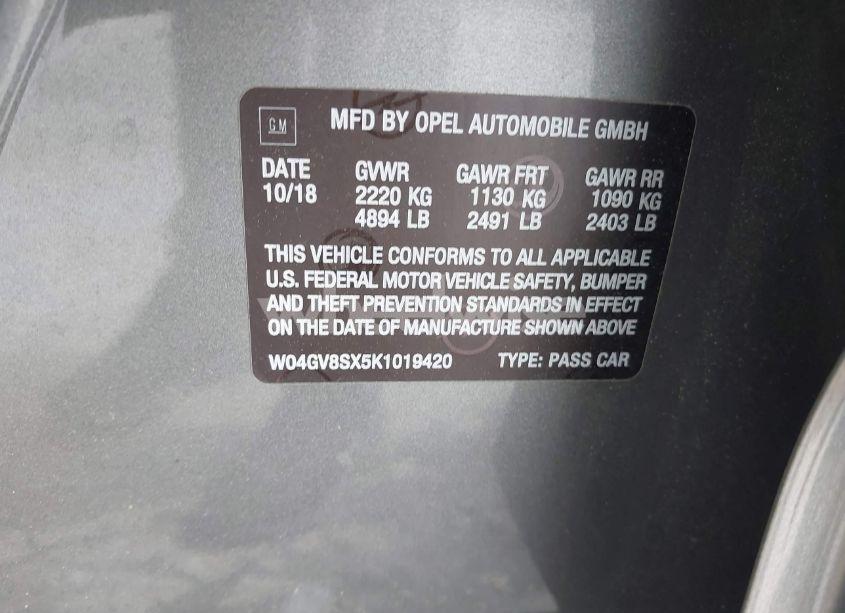 GM MFD BY OPEL AUTOMOBILE GMBH
DATE GVWR GAWR FRT GAWR RR
10/18 2220 KG 1130 KG 1090 KG
4894 LB 2491 LB 2403 LB
THIS VEHICLE CONFORMS TO ALL APPLICABLE
U.S. FEDERAL MOTOR VEHICLE SAFETY, BUMPER
AND THEFT PREVENTION STANDARDS IN EFFECT
ON THE DATE OF MANUFACTURE SHOWN ABOVE
W04GV8SX5K1019420 TYPE: PASS CAR